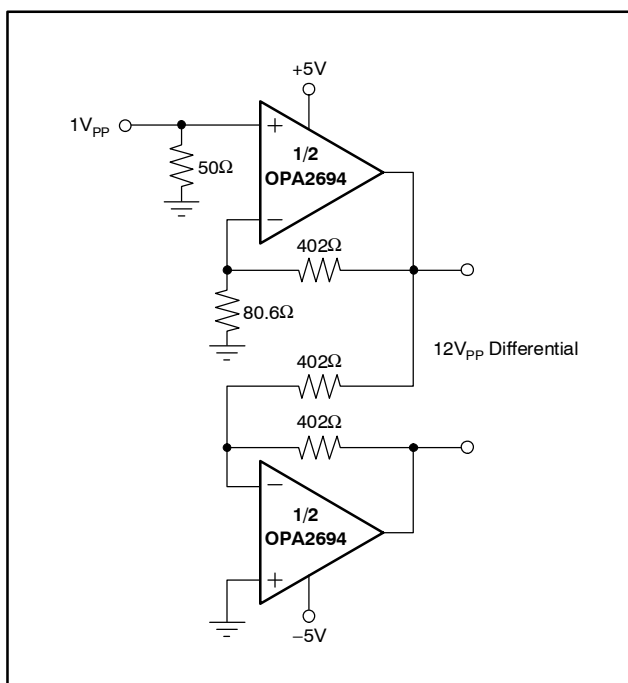 +5V
1V_PP
+
1/2
OPA2694
50Ω
−
402Ω
80.6Ω
12V_PP Differential
402Ω
402Ω
−
1/2
OPA2694
+
−5V